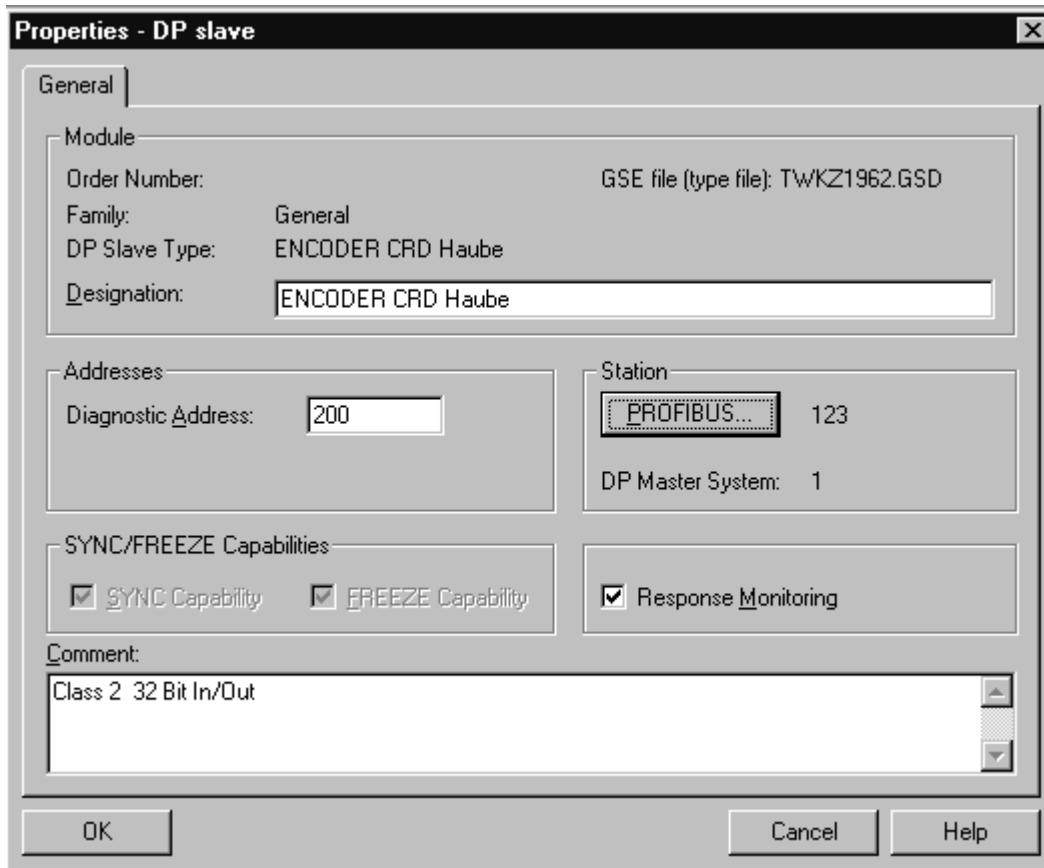 Properties - DP slave
General
Module
Order Number:
GSE file (type file): TWKZ1962.GSD
Family: General
DP Slave Type: ENCODER CRD Haube
Designation: ENCODER CRD Haube
Addresses
Diagnostic Address: 200
Station
PROFIBUS... 123
DP Master System: 1
SYNC/FREEZE Capabilities
SYNC Capability FREEZE Capability
Response Monitoring
Comment:
Class 2 32 Bit In/Out
OK Cancel Help